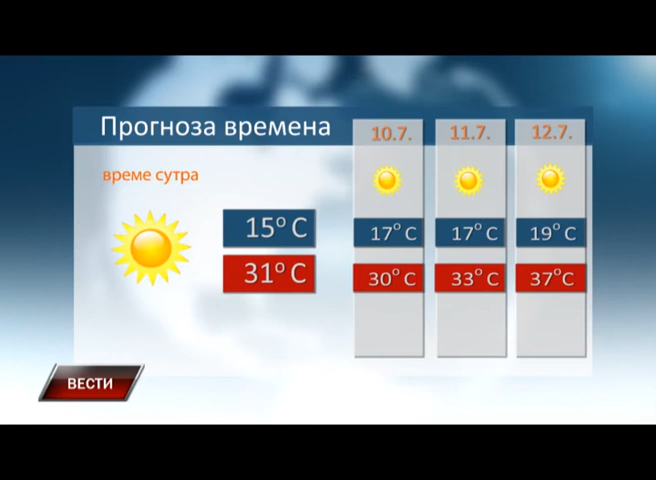 Прогноза времена
време сутра
15°C
31°C
10.7.
17°C
30°C
11.7.
17°C
33°C
12.7.
19°C
37°C
ВЕСТИ